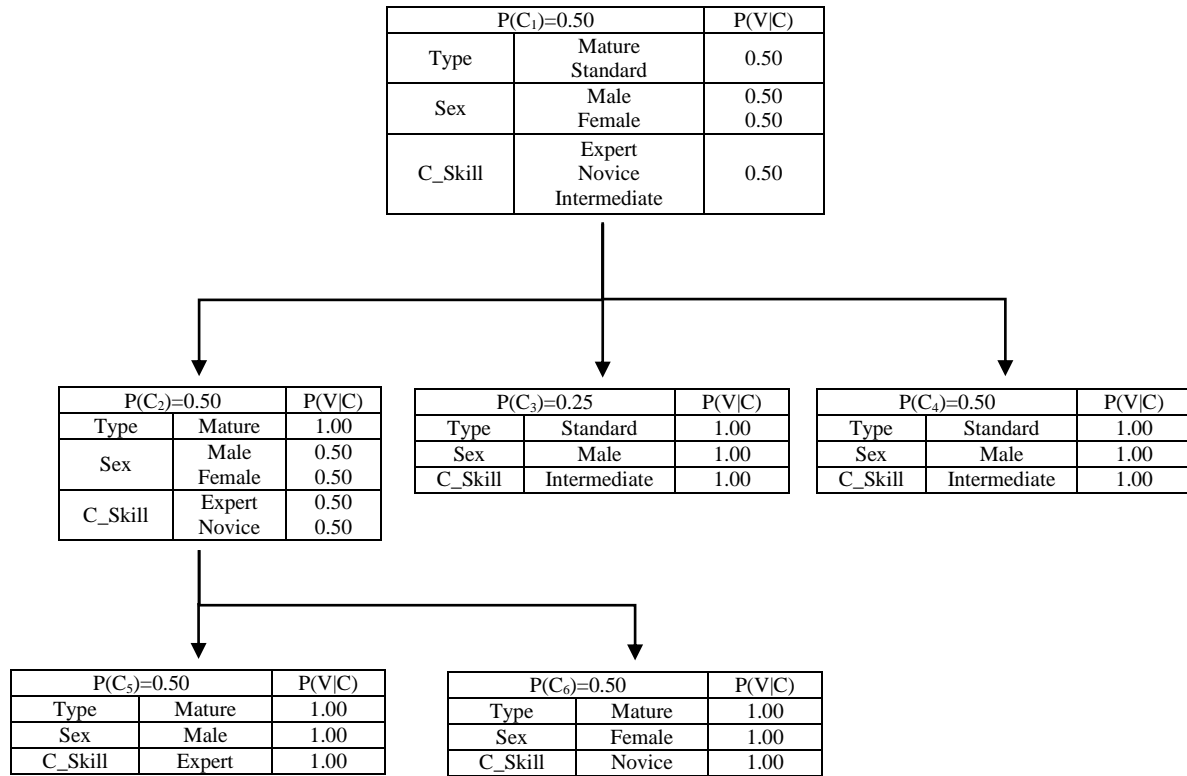 P(C₁)=0.50 P(V|C)
Type Mature Standard 0.50
Sex Male 0.50
Female 0.50
C_Skill Expert Novice Intermediate 0.50
P(C₂)=0.50 P(V|C)
Type Mature 1.00
Sex Male 0.50
Female 0.50
C_Skill Expert 0.50
Novice 0.50
P(C₃)=0.25 P(V|C)
Type Standard 1.00
Sex Male 1.00
C_Skill Intermediate 1.00
P(C₄)=0.50 P(V|C)
Type Standard 1.00
Sex Male 1.00
C_Skill Intermediate 1.00
P(C₅)=0.50 P(V|C)
Type Mature 1.00
Sex Male 1.00
C_Skill Expert 1.00
P(C₆)=0.50 P(V|C)
Type Mature 1.00
Sex Female 1.00
C_Skill Novice 1.00